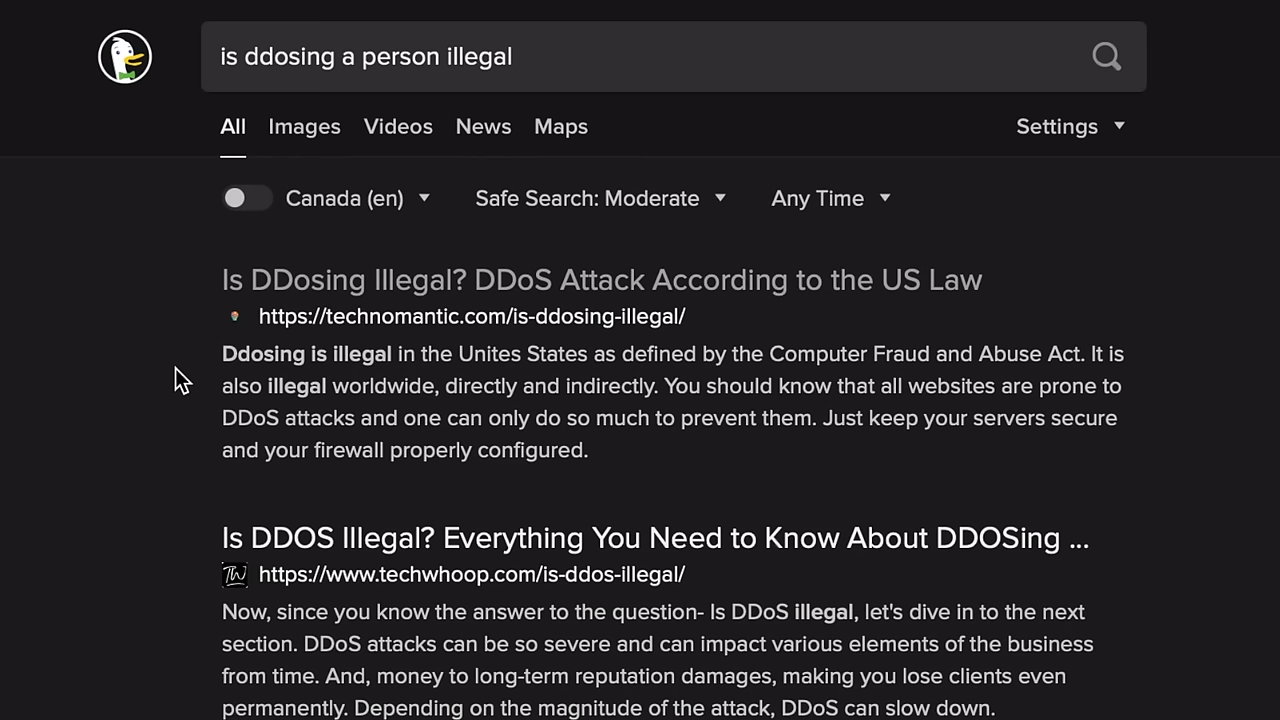 is ddosing a person illegal
All Images Videos News Maps Settings
Canada (en) Safe Search: Moderate Any Time
Is DDosing Illegal? DDoS Attack According to the US Law
https://technomantic.com/is-ddosing-illegal/
Ddosing is illegal in the Unites States as defined by the Computer Fraud and Abuse Act. It is
also illegal worldwide, directly and indirectly. You should know that all websites are prone to
DDoS attacks and one can only do so much to prevent them. Just keep your servers secure
and your firewall properly configured.
Is DDOS Illegal? Everything You Need to Know About DDOSing ...
TW
https://www.techwhoop.com/is-ddos-illegal/
Now, since you know the answer to the question- Is DDoS illegal, let's dive in to the next
section. DDoS attacks can be so severe and can impact various elements of the business
from time. And, money to long-term reputation damages, making you lose clients even
permanently. Depending on the magnitude of the attack, DDoS can slow down.